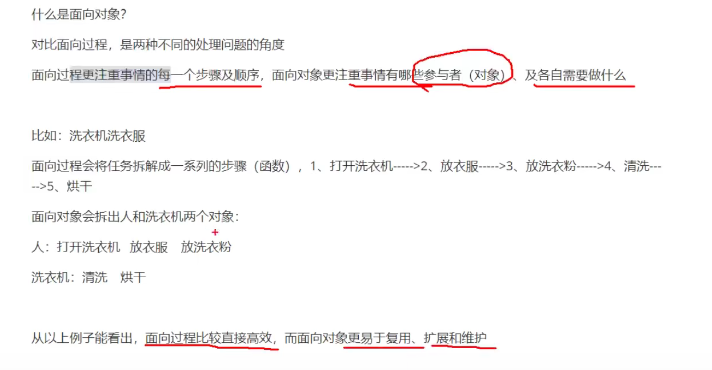 什么是面向对象？
对比面向过程，是两种不同的处理问题的角度
面向过程更注重事情的每一个步骤及顺序，面向对象更注重事情有哪些参与者（对象）、及各自需要做什么
比如：洗衣机洗衣服
面向过程会将任务拆解成一系列的步骤（函数），1、打开洗衣机----->2、放衣服----->3、放洗衣粉----->4、清洗---
-->5、烘干
面向对象会拆出人和洗衣机两个对象：
人：打开洗衣机 放衣服 放洗衣粉
洗衣机：清洗 烘干
从以上例子能看出，面向过程比较直接高效，而面向对象更易于复用、扩展和维护